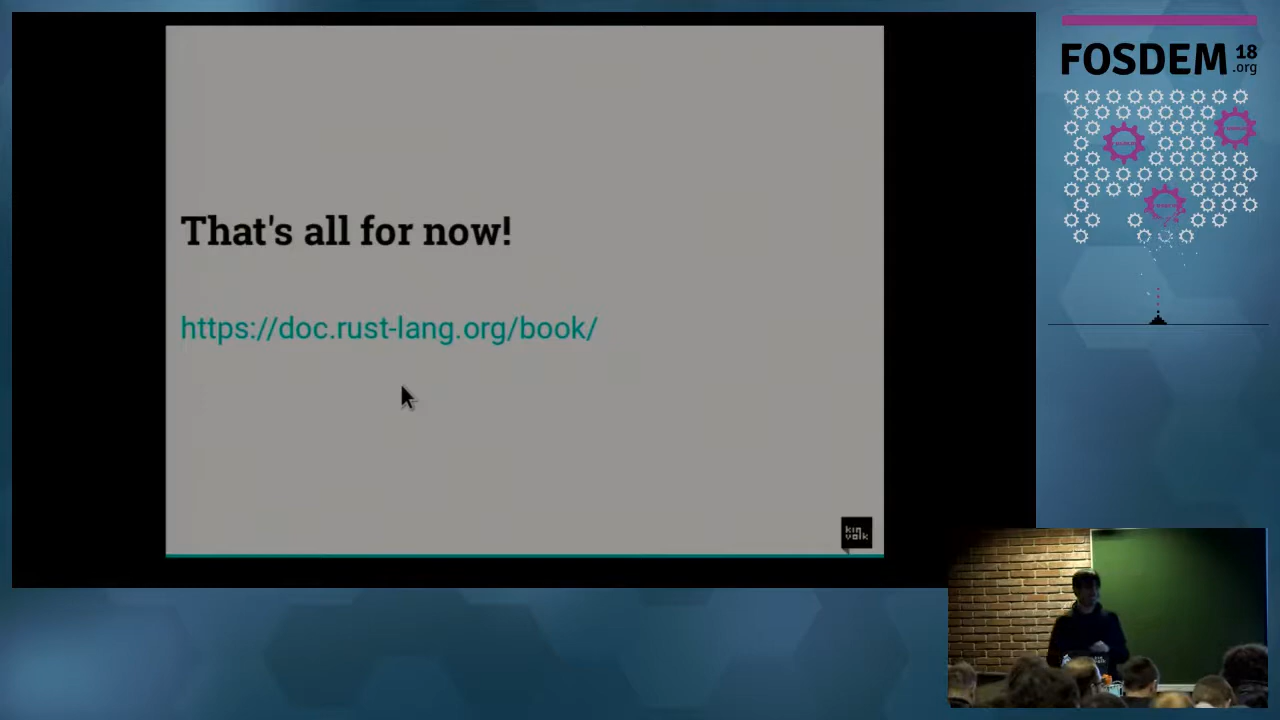 That's all for now!
https://doc.rust-lang.org/book/
kin
volk
FOSDEM 18
.org